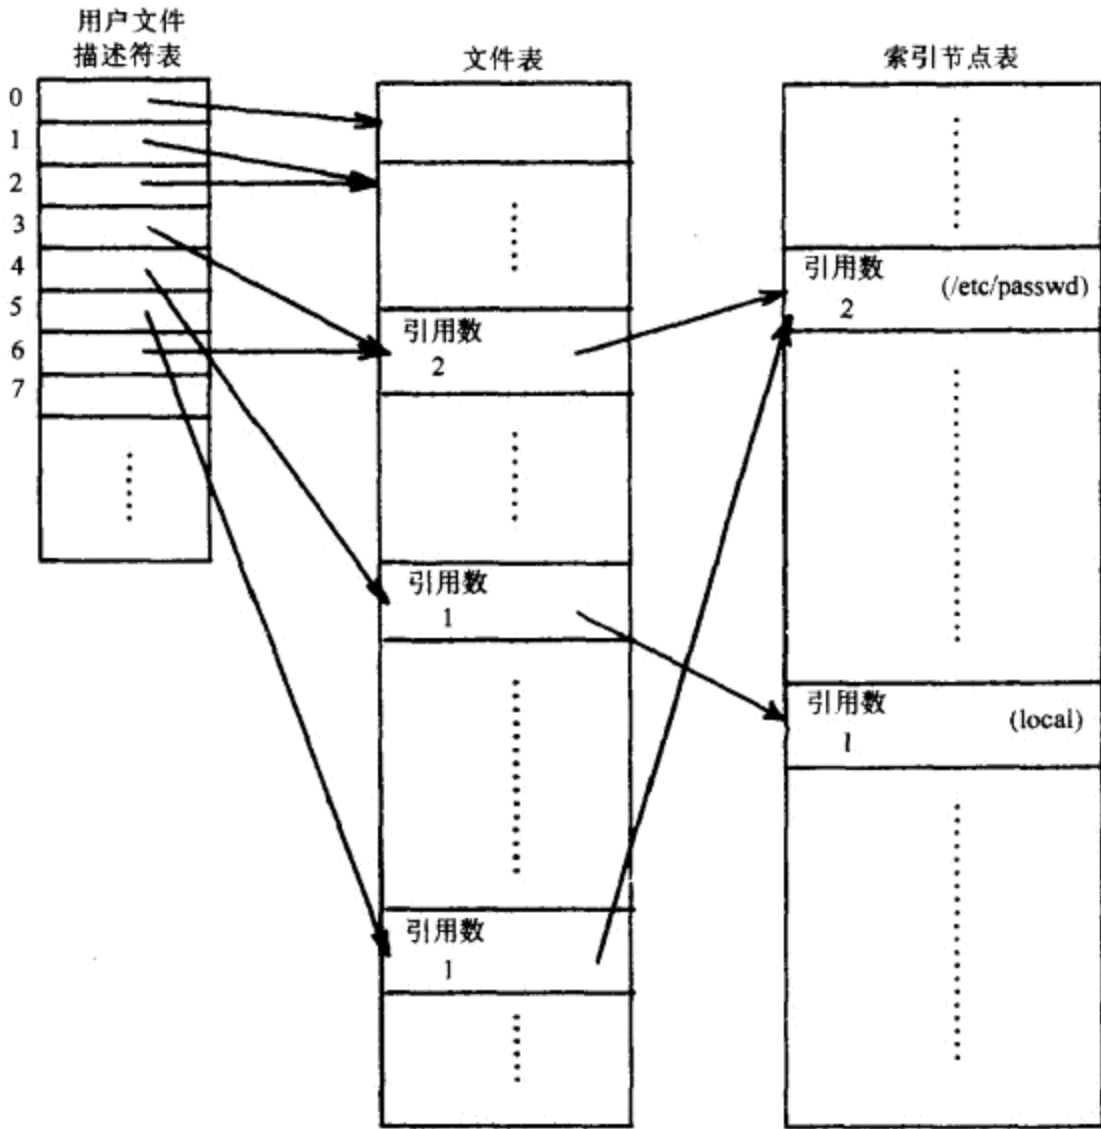 用户文件
描述符表
文件表
索引节点表
0
1
2
3
4
5
6
7
引用数
2
引用数
1
引用数
1
引用数
2
(/etc/passwd)
引用数
1
(local)